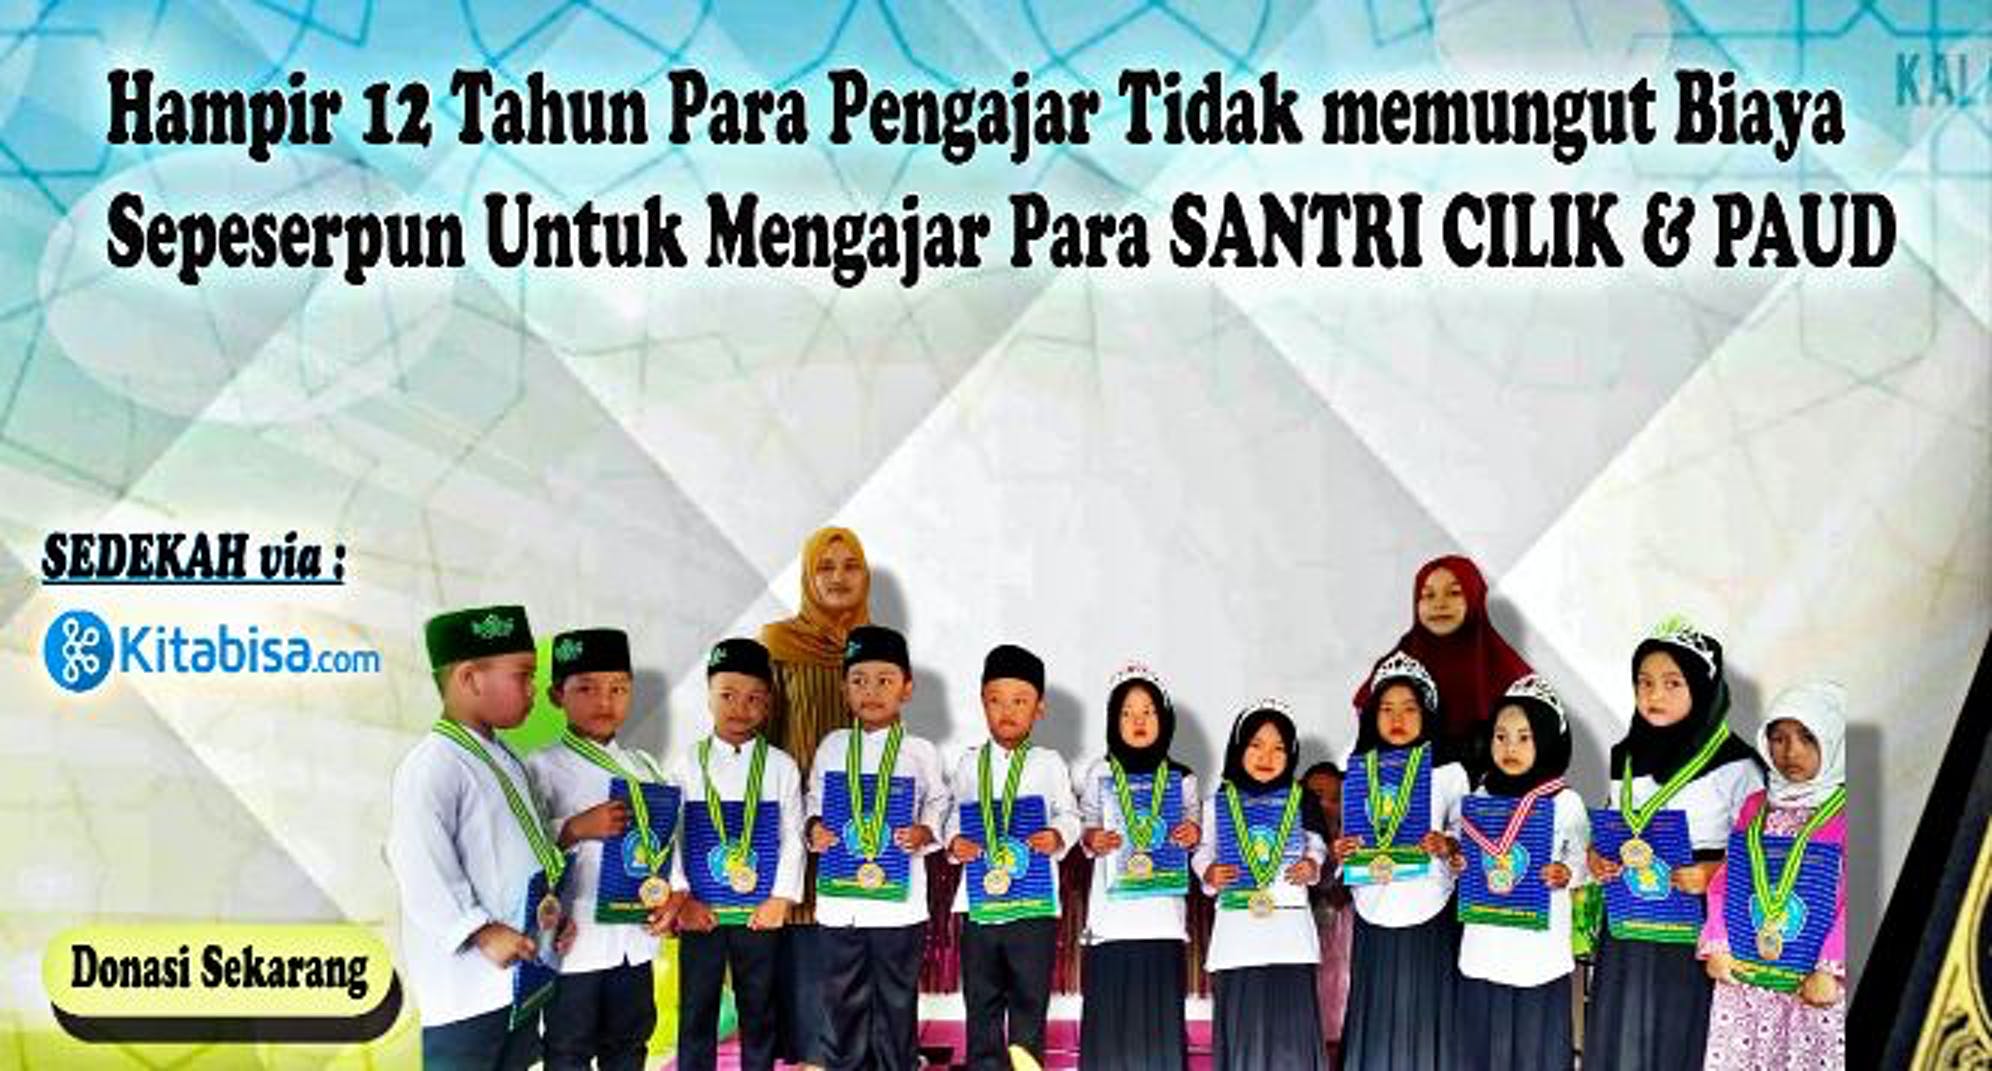 Hampir 12 Tahun Para Pengajar Tidak memungut Biaya
Sepeserpun Untuk Mengajar Para SANTRI CILIK & PAUD
SEDEKAH via :
Kitabisa.com
Donasi Sekarang